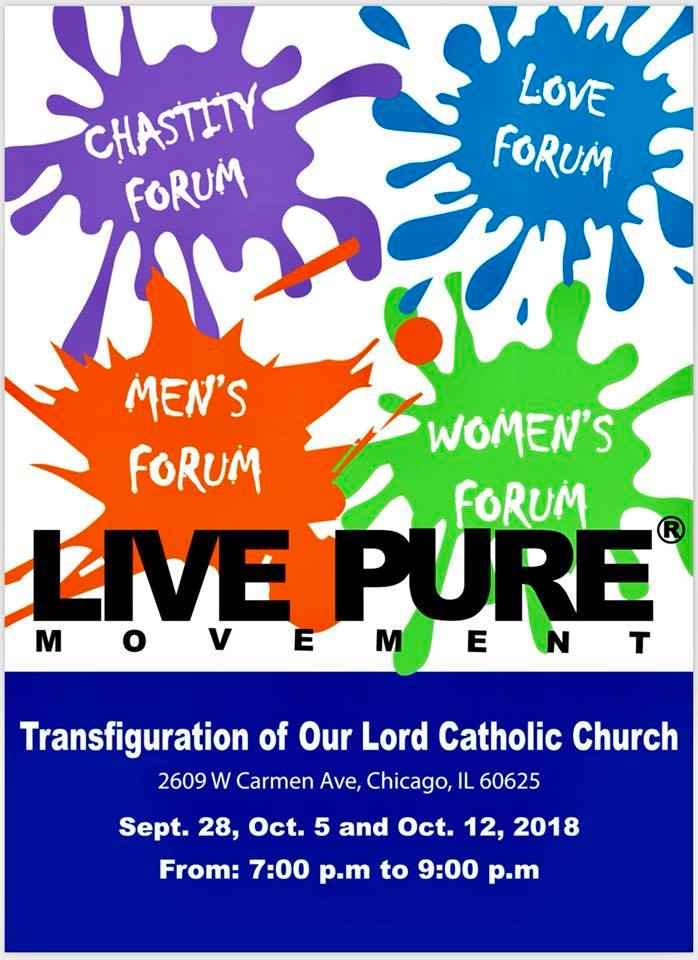 CHASTITY
FORUM
LOVE
FORUM
MEN'S
FORUM
WOMEN'S
FORUM
LIVE PURE®
MOVEMENT
Transfiguration of Our Lord Catholic Church
2609 W Carmen Ave, Chicago, IL 60625
Sept. 28, Oct. 5 and Oct. 12, 2018
From: 7:00 p.m to 9:00 p.m